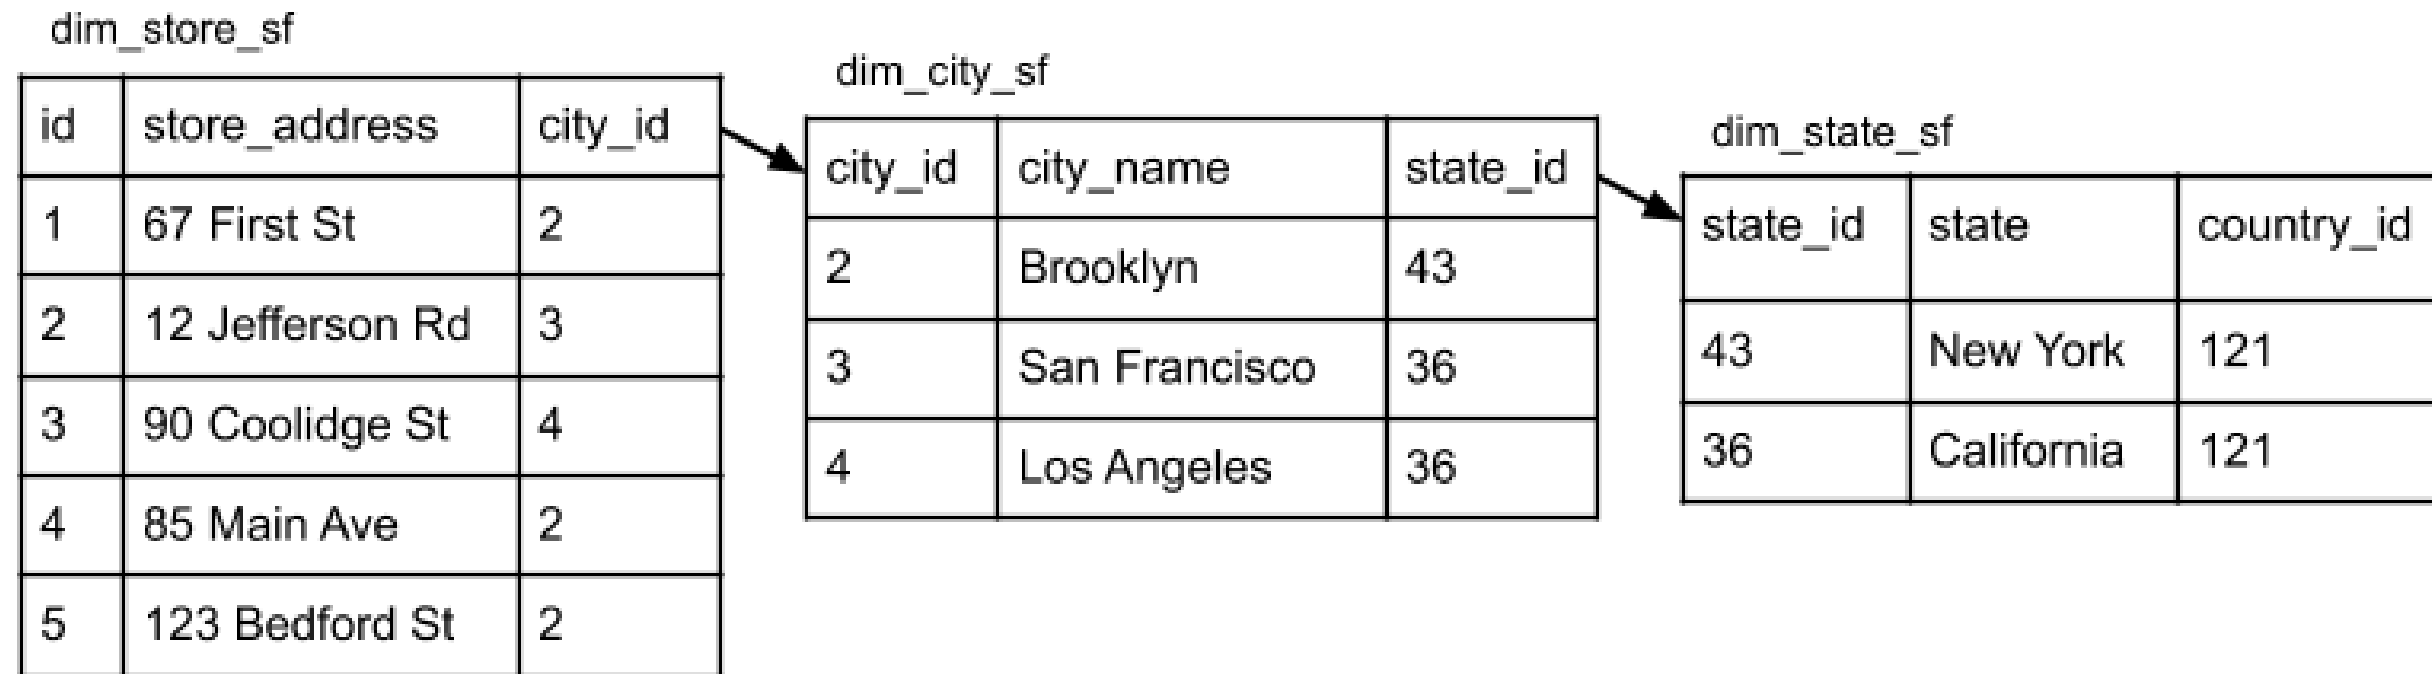 dim_store_sf
id store_address city_id
1 67 First St 2
2 12 Jefferson Rd 3
3 90 Coolidge St 4
4 85 Main Ave 2
5 123 Bedford St 2
dim_city_sf
city_id city_name state_id
2 Brooklyn 43
3 San Francisco 36
4 Los Angeles 36
dim_state_sf
state_id state country_id
43 New York 121
36 California 121